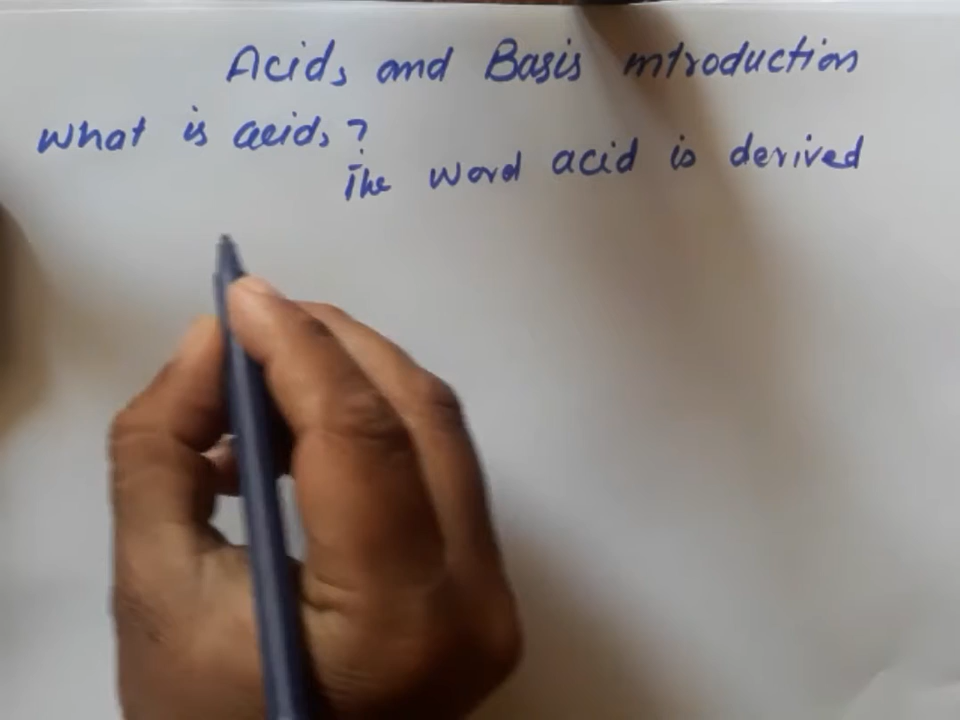 Acids and Basis introduction
What is acids?
The word acid is derived